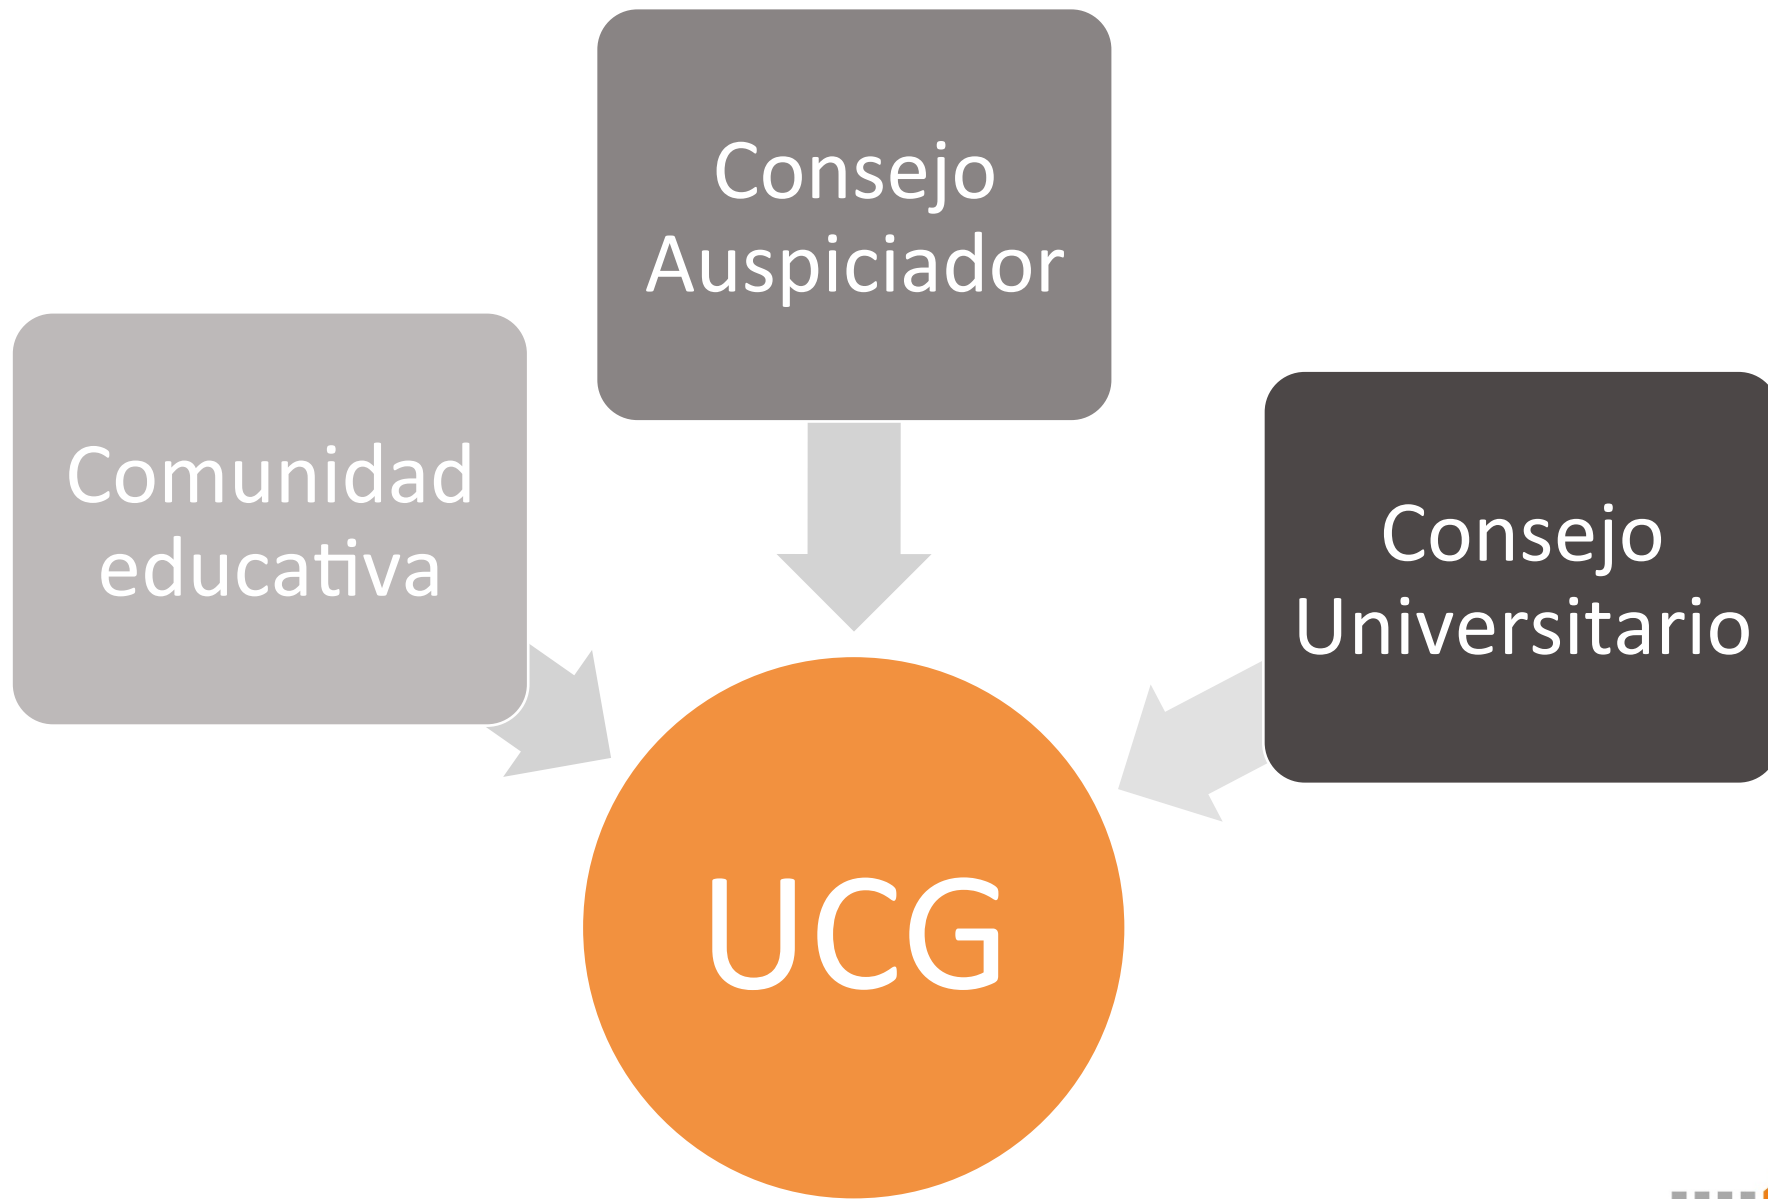 Consejo
Auspiciador
Comunidad
educativa
Consejo
Universitario
UCG